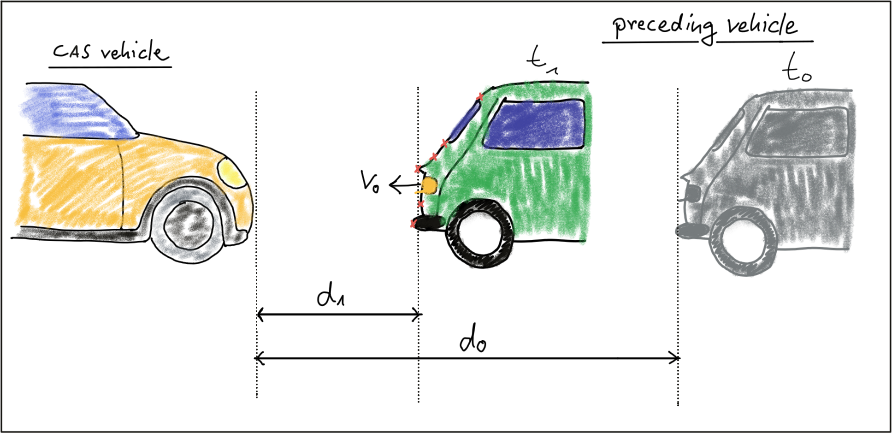 preceding vehicle
CAS vehicle
t₁
t₀
V₀
d₁
d₀